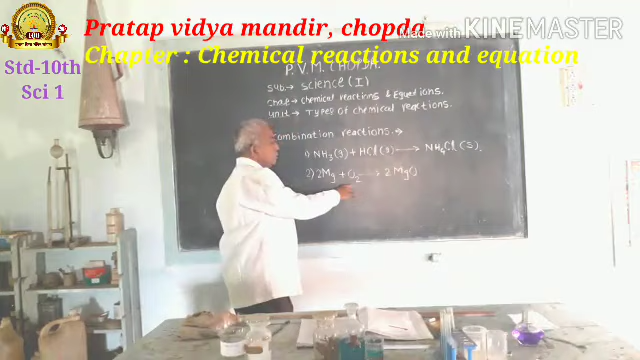 Pratap vidya mandir, chopda
Made with KINEMASTER
Chapter : Chemical reactions and equation
Std-10th
Sci 1
P.V.M. CHOPDA.
Sub. → Science (I)
Chap → Chemical reactions & Equations.
Unit → Types of chemical reactions.
Combination reactions →
1) NH₃(g) + HCl(g) → NH₄Cl(s).
2) 2Mg + O₂ → 2MgO